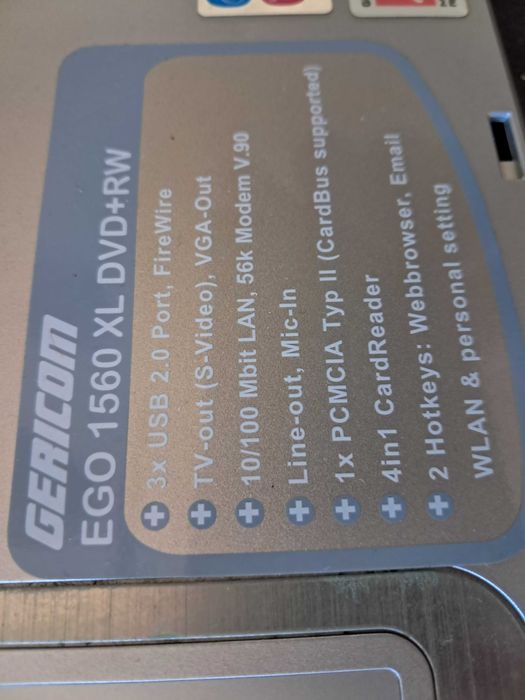 GERICOM
EGO 1560 XL DVD+RW
3x USB 2.0 Port, FireWire
TV-out (S-Video), VGA-Out
10/100 Mbit LAN, 56k Modem V.90
Line-out, Mic-In
1x PCMCIA Typ II (CardBus supported)
4in1 CardReader
2 Hotkeys: Webbrowser, Email
WLAN & personal setting